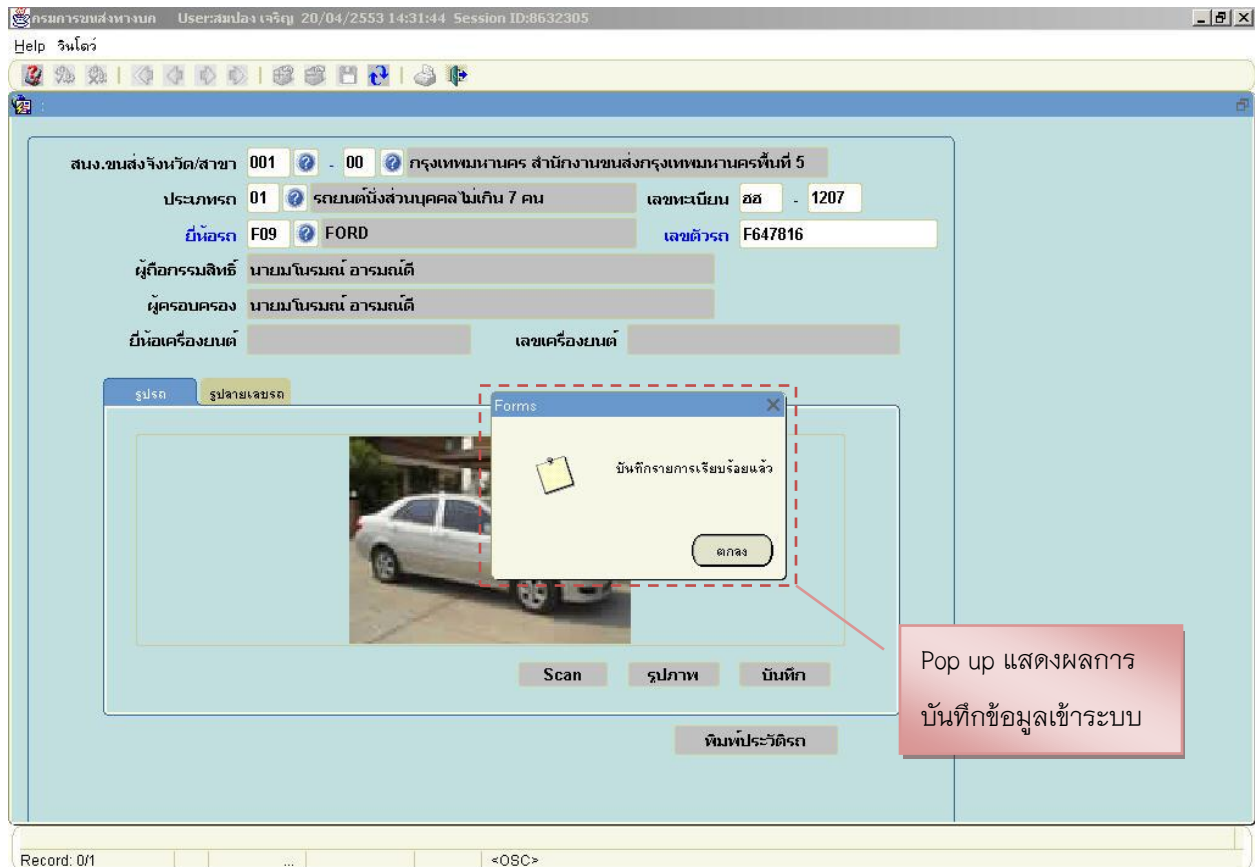 กรมการขนส่งทางบก User:สมปอง เจริญ 20/04/2553 14:31:44 Session ID:8632305
Help วินโดว์
:
สนง.ขนส่งจังหวัด/สาขา 001 - 00 กรุงเทพมหานคร สำนักงานขนส่งกรุงเทพมหานครพื้นที่ 5
ประเภทรถ 01 รถยนต์นั่งส่วนบุคคลไม่เกิน 7 คน เลขทะเบียน ฮฮ - 1207
ยี่ห้อรถ F09 FORD เลขตัวรถ F647816
ผู้ถือกรรมสิทธิ์ นายมโนรมณ์ อารมณ์ดี
ผู้ครอบครอง นายมโนรมณ์ อารมณ์ดี
ยี่ห้อเครื่องยนต์ เลขเครื่องยนต์
รูปรถ รูปลายเลขรถ
Forms
บันทึกรายการเรียบร้อยแล้ว
ตกลง
Scan รูปภาพ บันทึก
พิมพ์ประวัติรถ
Pop up แสดงผลการ
บันทึกข้อมูลเข้าระบบ
Record: 0/1 ... <OSC>